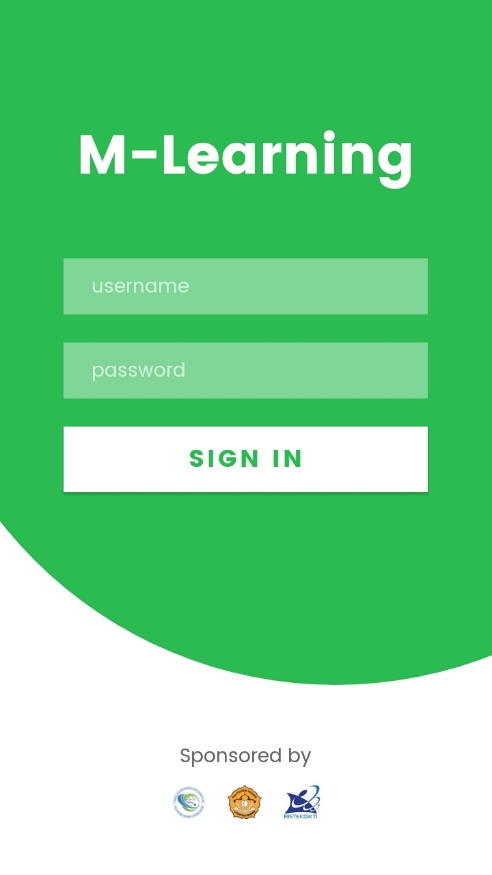 M-Learning
username
password
SIGN IN
Sponsored by
RISTEKDIKTI